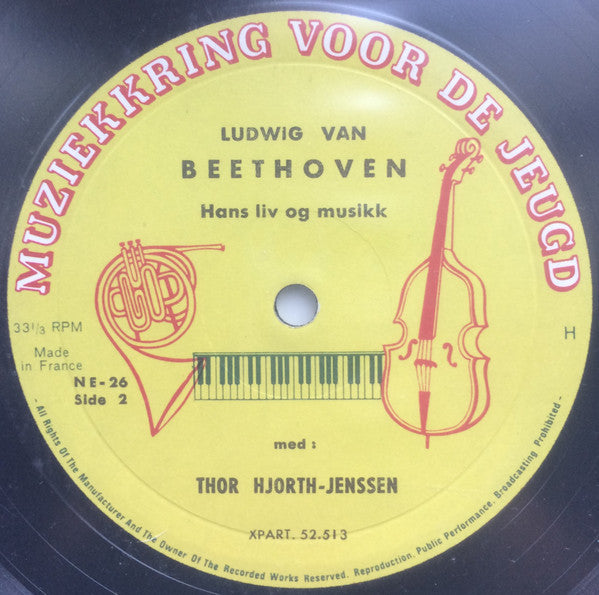 MUZIEKKRING VOOR DE JEUGD
LUDWIG VAN
BEETHOVEN
Hans liv og musikk
33 1/3 RPM
H
Made
in France
NE-26
Side 2
med :
THOR HJORTH-JENSSEN
XPART. 52.513
- All Rights Of The Manufacturer And The Owner Of The Recorded Works Reserved. Reproduction. Public Performance. Broadcasting Prohibited -